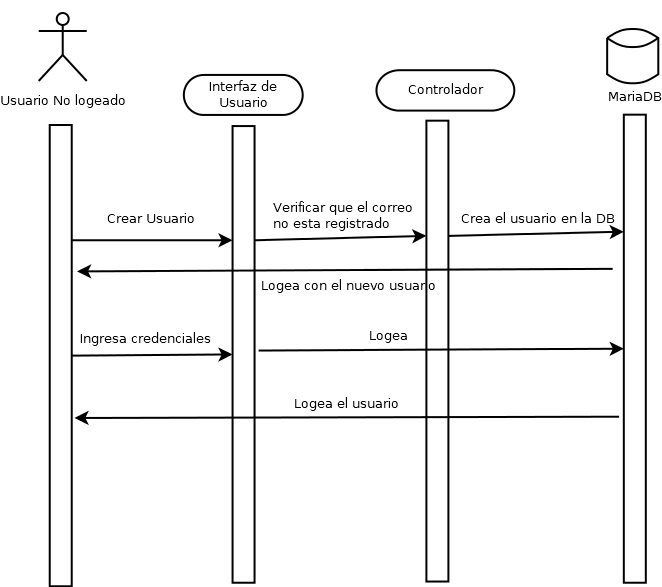 Usuario No logeado
Interfaz de
Usuario
Controlador
MariaDB
Crear Usuario
Verificar que el correo
no esta registrado
Crea el usuario en la DB
Logea con el nuevo usuario
Ingresa credenciales
Logea
Logea el usuario